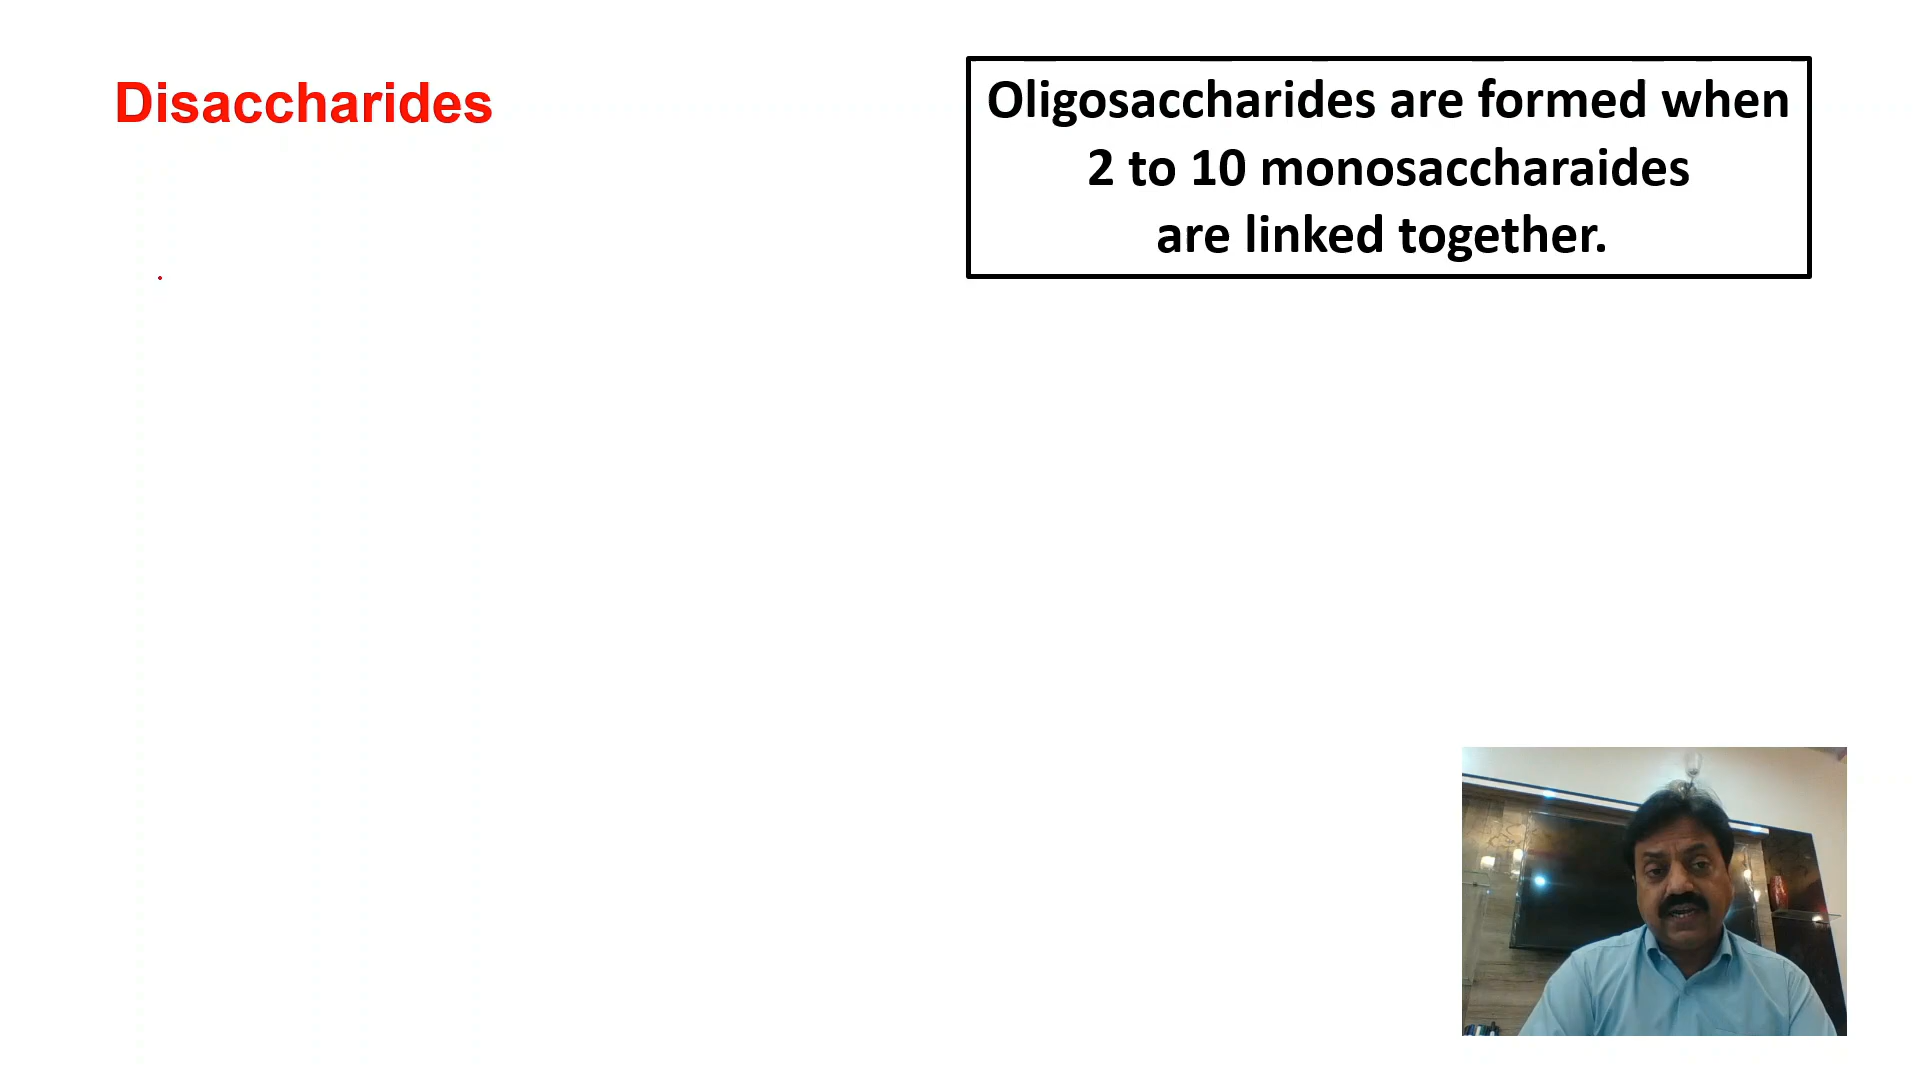 Disaccharides
Oligosaccharides are formed when
2 to 10 monosaccharaides
are linked together.